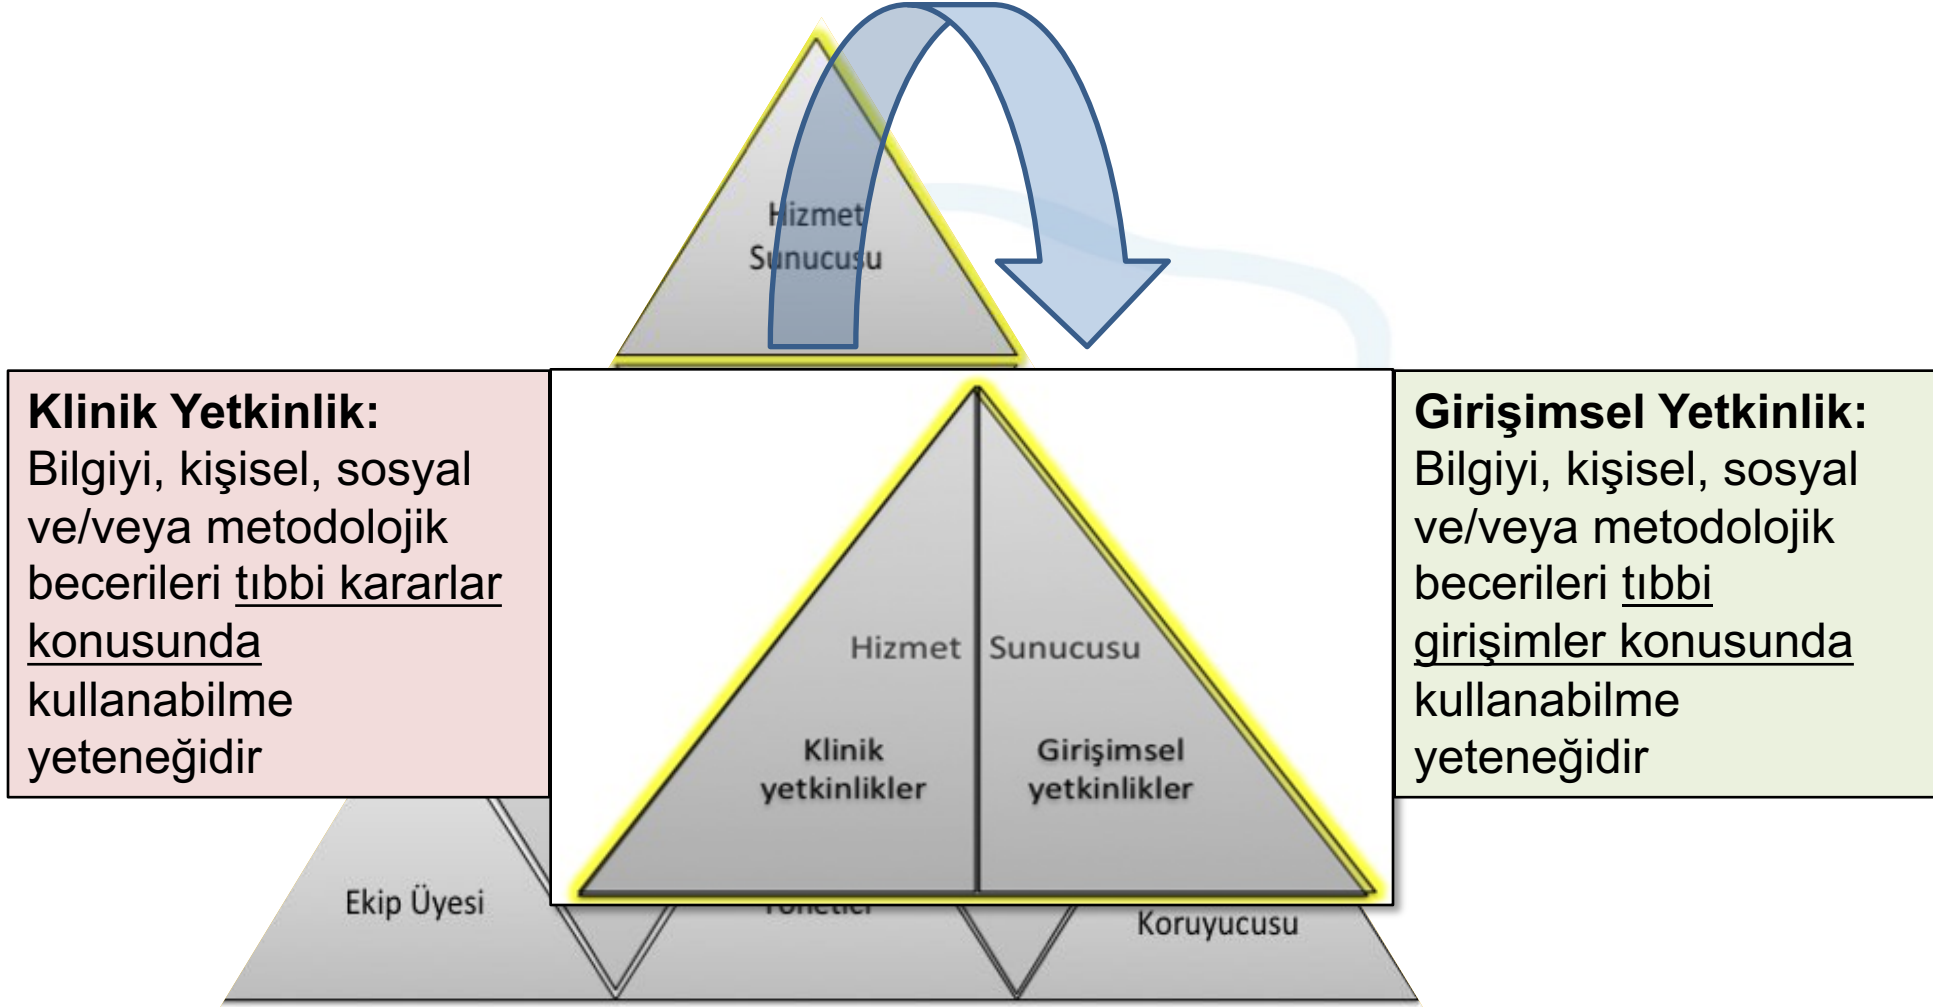 Hizmet
Sunucusu
Klinik Yetkinlik:
Bilgiyi, kişisel, sosyal
ve/veya metodolojik
becerileri tıbbi kararlar
konusunda
kullanabilme
yeteneğidir
Hizmet Sunucusu
Klinik
yetkinlikler
Girişimsel
yetkinlikler
Girişimsel Yetkinlik:
Bilgiyi, kişisel, sosyal
ve/veya metodolojik
becerileri tıbbi
girişimler konusunda
kullanabilme
yeteneğidir
Ekip Üyesi
Koruyucusu